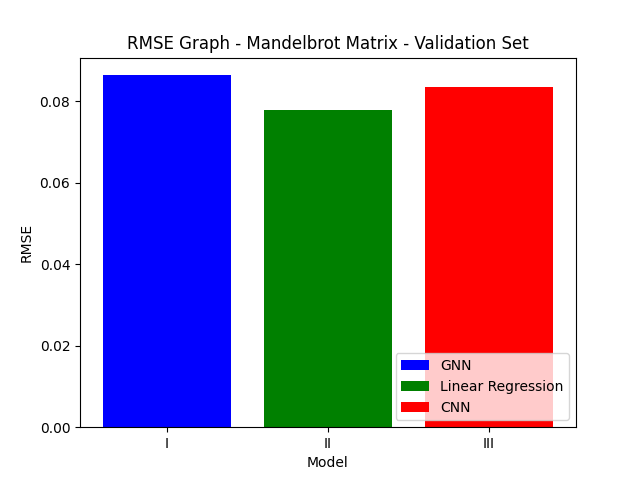 RMSE Graph - Mandelbrot Matrix - Validation Set
RMSE
0.08
0.06
0.04
0.02
0.00
I
II
III
Model
GNN
Linear Regression
CNN